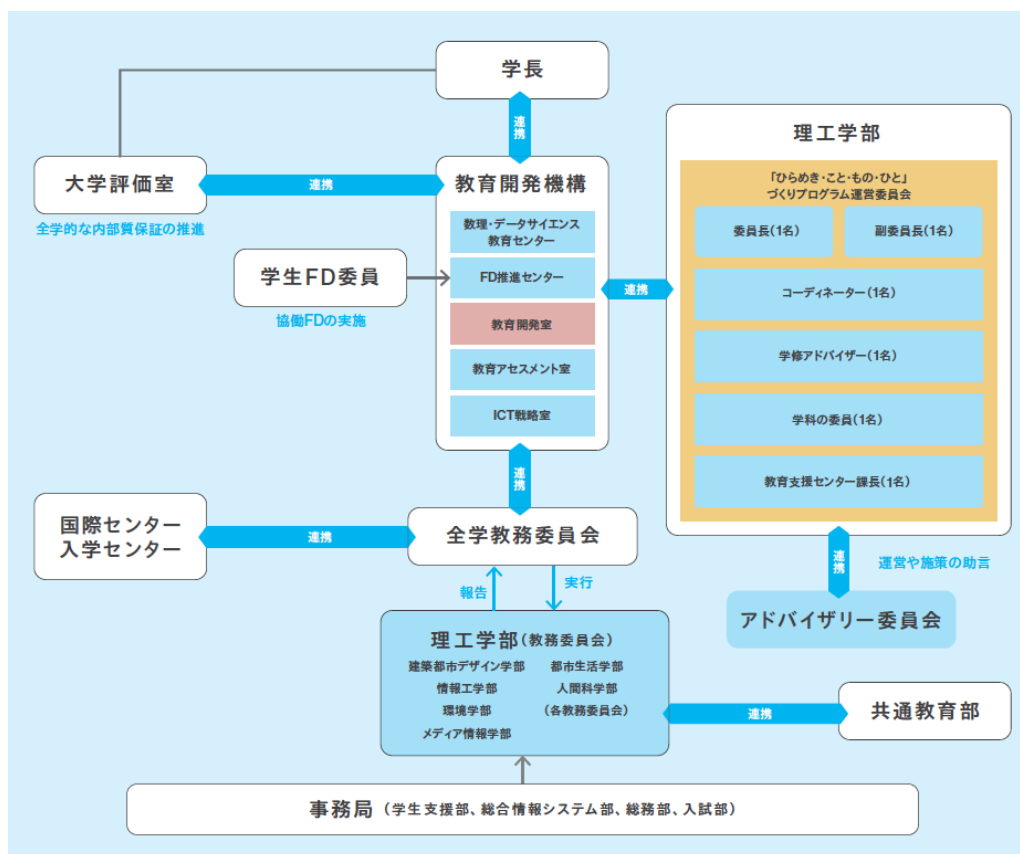 学長
連携
理工学部
「ひらめき・こと・もの・ひと」
づくりプログラム運営委員会
委員長(1名)
副委員長(1名)
コーディネーター(1名)
学修アドバイザー(1名)
学科の委員(1名)
教育支援センター課長(1名)
大学評価室
連携
全学的な内部質保証の推進
教育開発機構
数理・データサイエンス
教育センター
FD推進センター
教育開発室
教育アセスメント室
ICT戦略室
学生FD委員
協働FDの実施
連携
連携
連携
運営や施策の助言
アドバイザリー委員会
国際センター
入学センター
連携
全学教務委員会
報告
実行
理工学部(教務委員会)
建築都市デザイン学部
都市生活学部
情報工学部
人間科学部
環境学部
(各教務委員会)
メディア情報学部
連携
共通教育部
事務局(学生支援部、総合情報システム部、総務部、入試部)